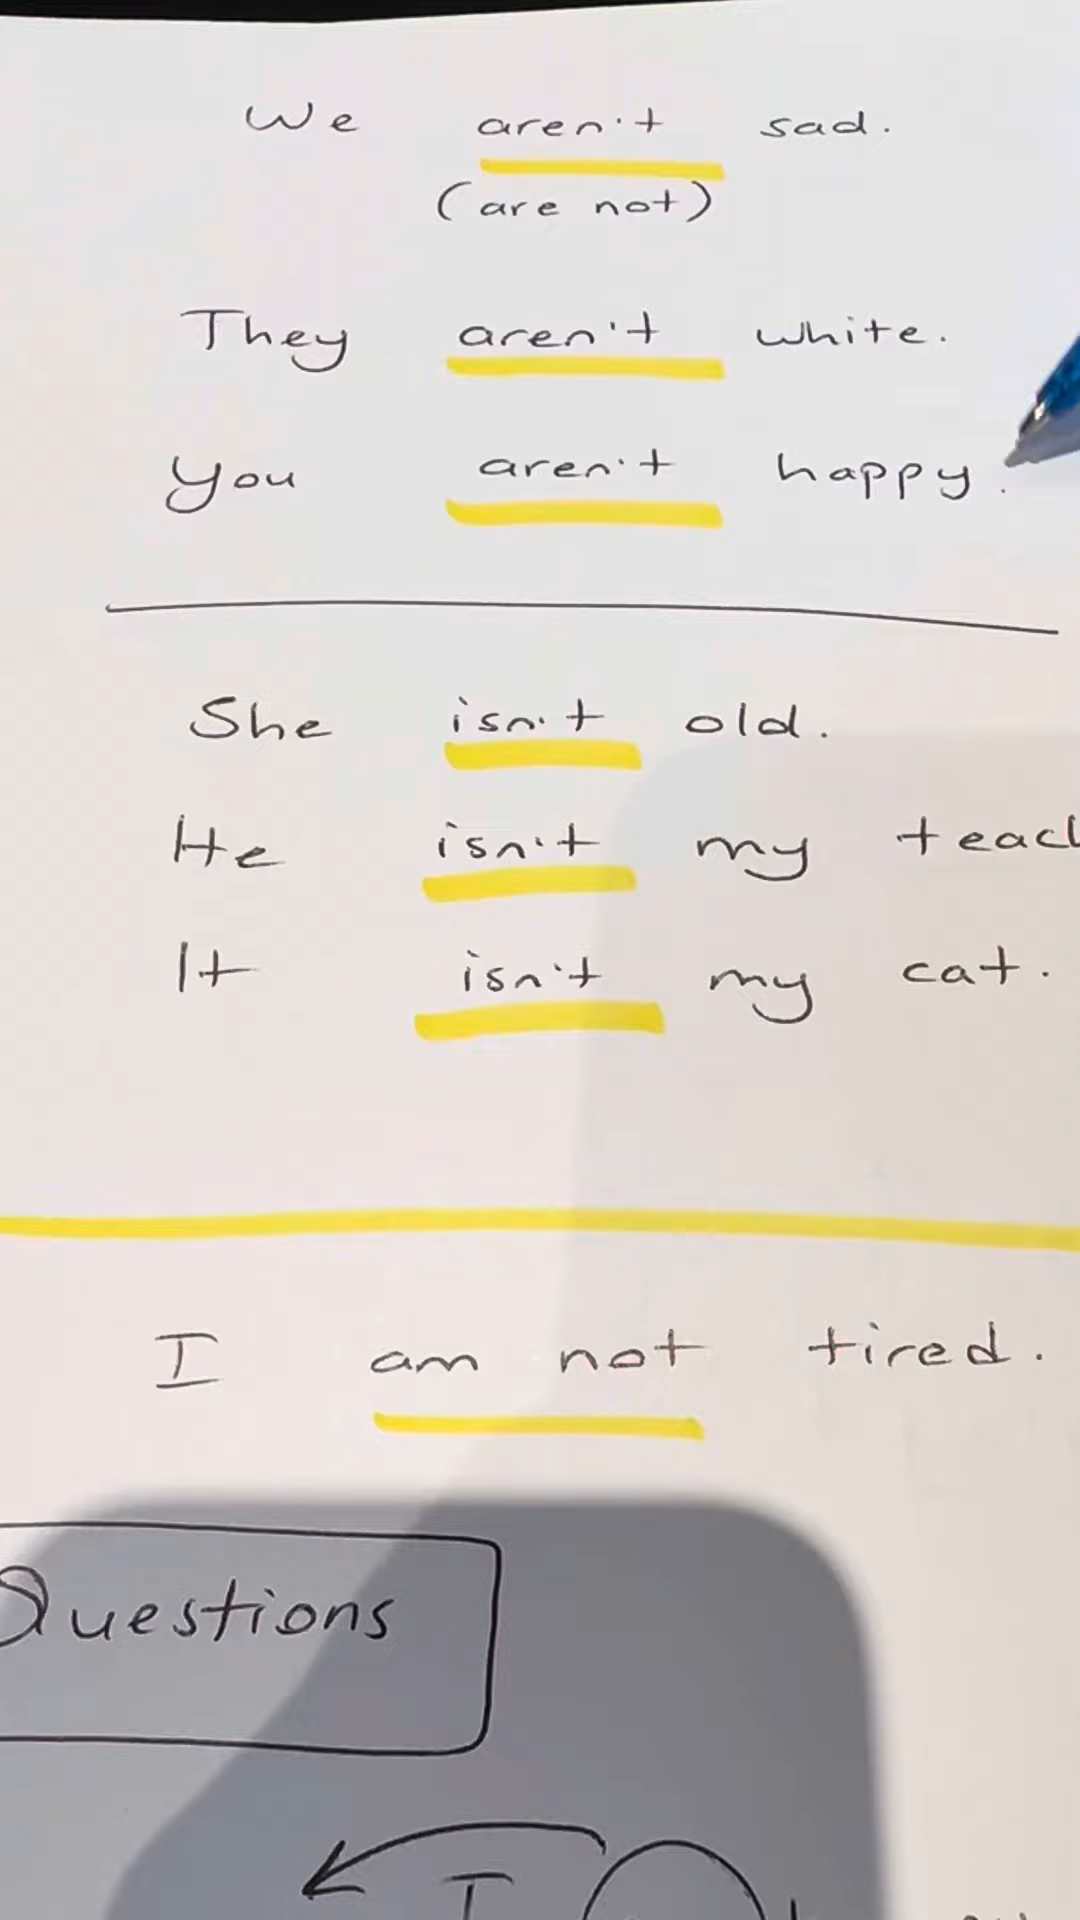 We aren't sad.
(are not)
They aren't white.
You aren't happy.
She isn't old.
He isn't my teach
It isn't my cat.
I am not tired.
Questions
I